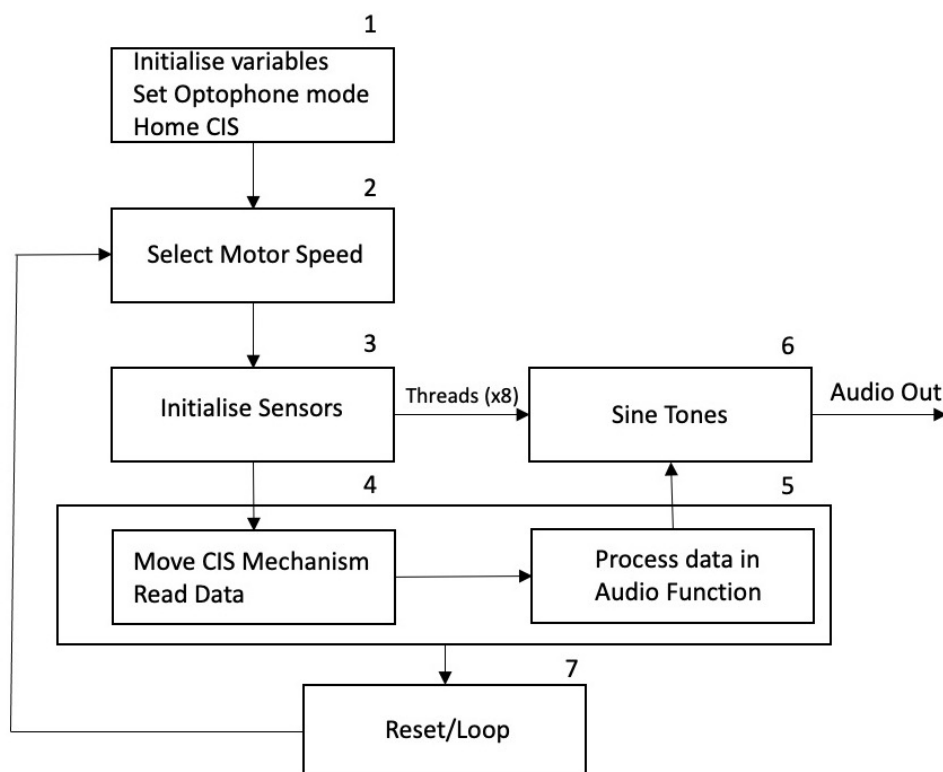 1
Initialise variables
Set Optophone mode
Home CIS
2
Select Motor Speed
3
Initialise Sensors
Threads (x8)
6
Sine Tones
Audio Out
4
Move CIS Mechanism
Read Data
5
Process data in
Audio Function
7
Reset/Loop